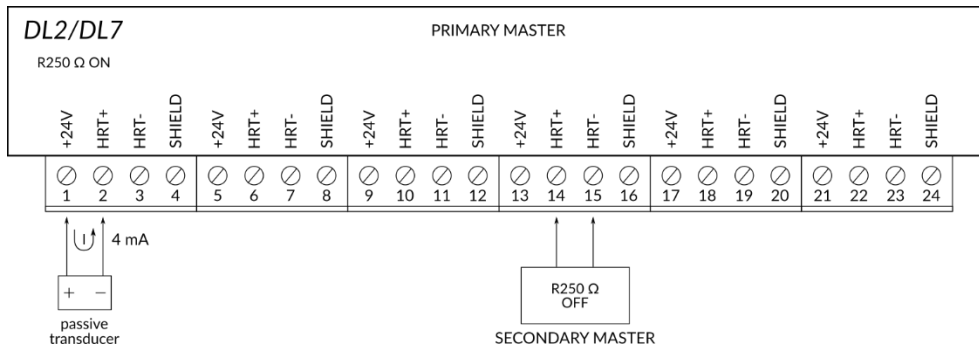 DL2/DL7
PRIMARY MASTER
R250 Ω ON
+24V HRT+ HRT- SHIELD +24V HRT+ HRT- SHIELD +24V HRT+ HRT- SHIELD +24V HRT+ HRT- SHIELD +24V HRT+ HRT- SHIELD +24V HRT+ HRT- SHIELD
1 2 3 4 5 6 7 8 9 10 11 12 13 14 15 16 17 18 19 20 21 22 23 24
I 4 mA
+ −
passive
transducer
R250 Ω
OFF
SECONDARY MASTER